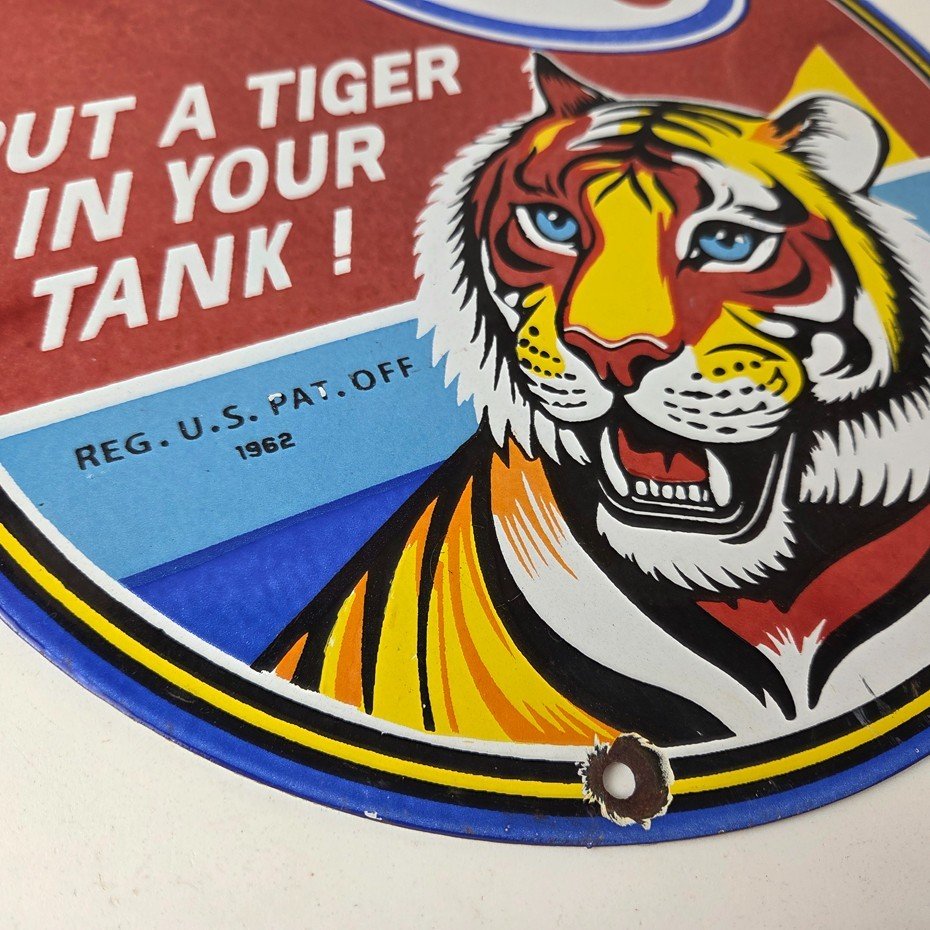 PUT A TIGER
IN YOUR
TANK !
REG. U.S. PAT. OFF
1962